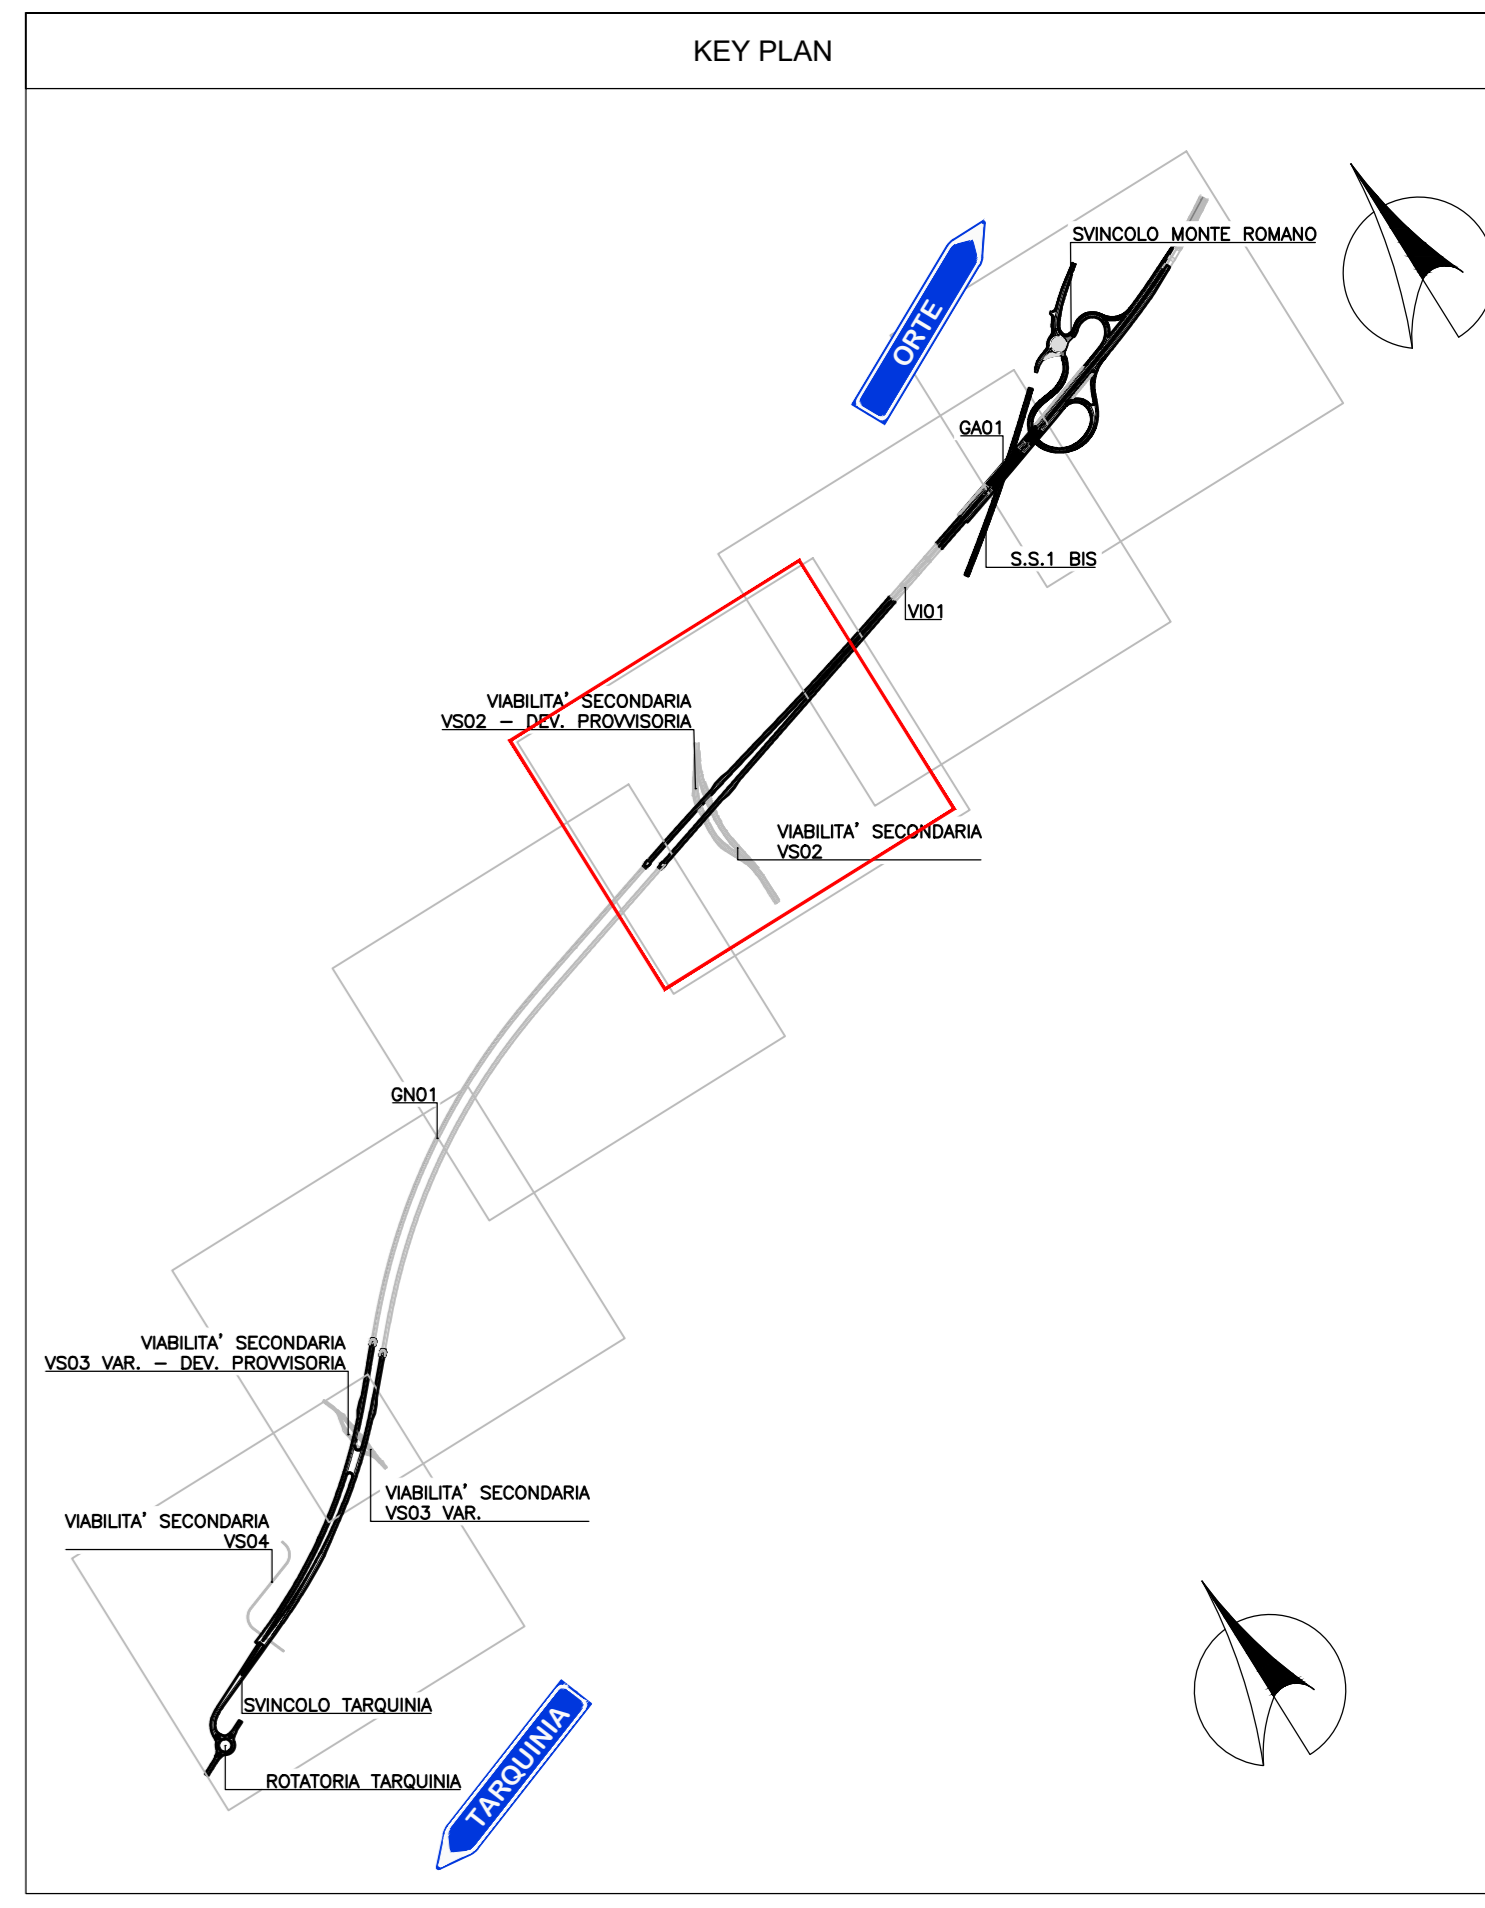 KEY PLAN
SVINCOLO MONTE ROMANO
ORTE
GA01
S.S.1 BIS
VI01
VIABILITA' SECONDARIA
VS02 – DEV. PROVVISORIA
VIABILITA' SECONDARIA
VS02
GN01
VIABILITA' SECONDARIA
VS03 VAR. – DEV. PROVVISORIA
VIABILITA' SECONDARIA
VS03 VAR.
VIABILITA' SECONDARIA
VS04
SVINCOLO TARQUINIA
TARQUINIA
ROTATORIA TARQUINIA